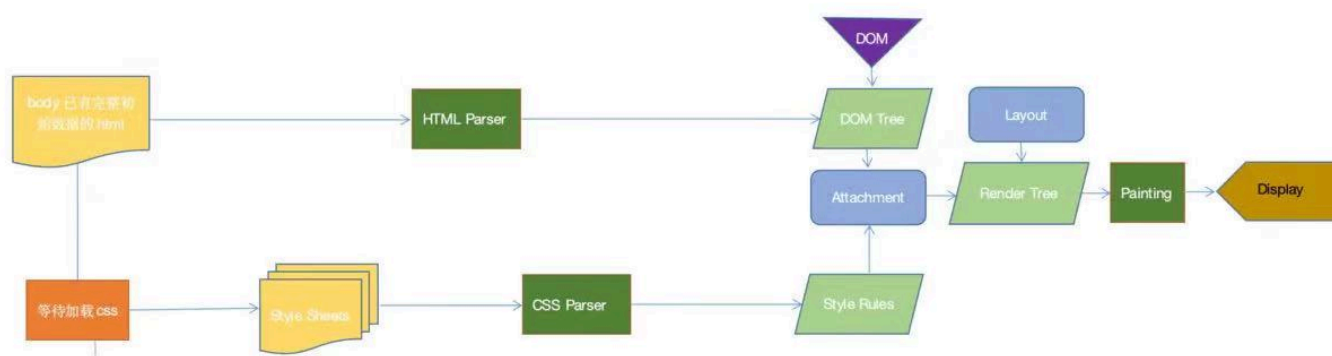 DOM
body 已有完整初
始数据的.html
HTML Parser
DOM Tree
Layout
Attachment
Render Tree
Painting
Display
等待加载 css
Style Sheets
CSS Parser
Style Rules